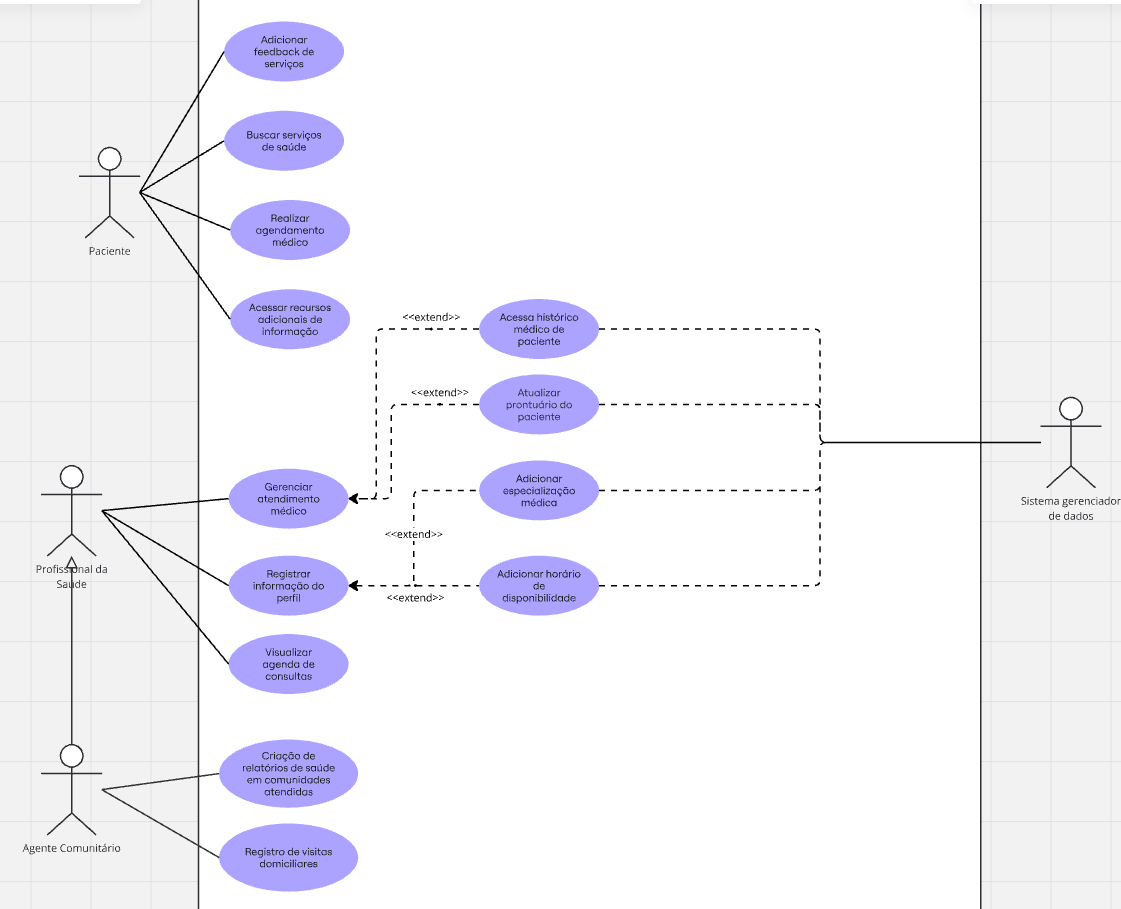 Adicionar
feedback de
serviços
Buscar serviços
de saúde
Paciente
Realizar
agendamento
médico
Acessar recursos
adicionais de
informação
<<extend>>
Acessa histórico
médico de
paciente
<<extend>>
Atualizar
prontuário do
paciente
Gerenciar
atendimento
médico
Adicionar
especialização
médica
Sistema gerenciador
de dados
<<extend>>
Profissional da
Saúde
Registrar
informação do
perfil
<<extend>>
Adicionar horário
de
disponibilidade
Visualizar
agenda de
consultas
Criação de
relatórios de saúde
em comunidades
atendidas
Agente Comunitário
Registro de visitas
domiciliares